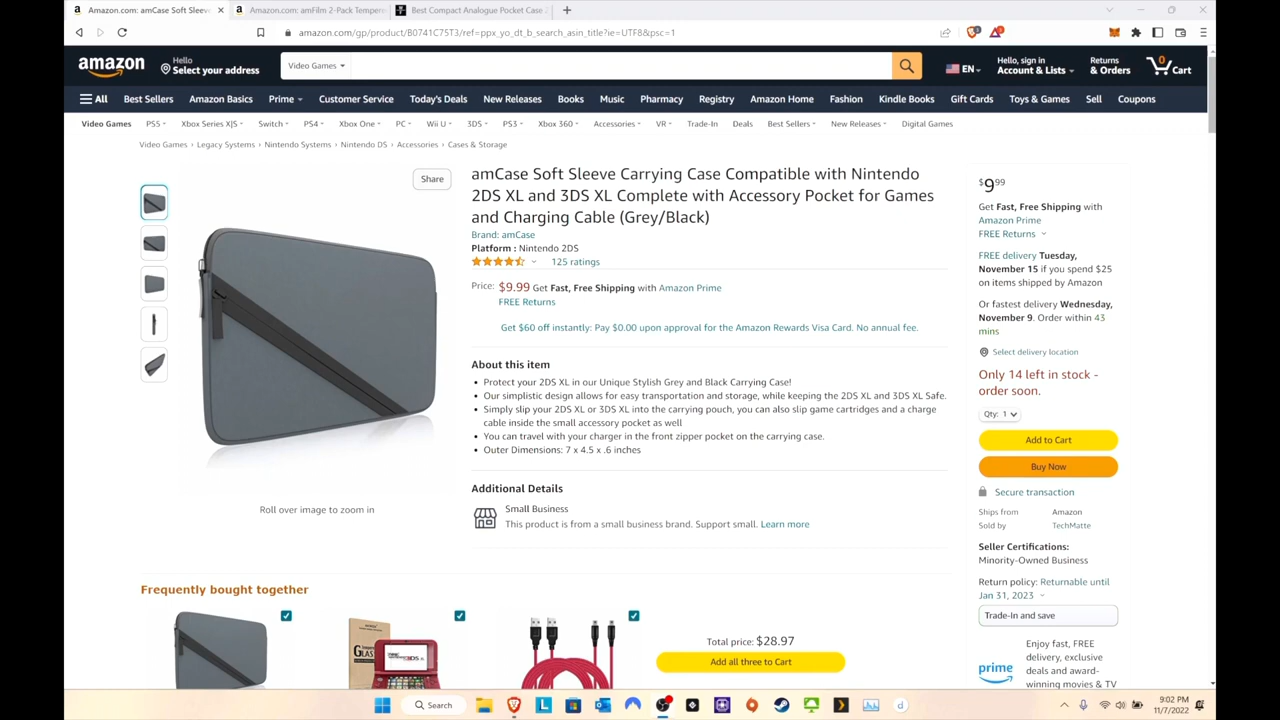 Amazon.com: amCase Soft Sleeve
Amazon.com: amFilm 2-Pack Tempere
Best Compact Analogue Pocket Case
amazon.com/gp/product/B0741C7ST3/ref=ppx_yo_dt_b_search_asin_title?ie=UTF8&psc=1
amazon
Hello
Select your address
Video Games
EN
Hello, sign in
Account & Lists
Returns
& Orders
0
Cart
All Best Sellers Amazon Basics Prime Customer Service Today's Deals New Releases Books Music Pharmacy Registry Amazon Home Fashion Kindle Books Gift Cards Toys & Games Sell Coupons
Video Games PS5 Xbox Series X|S Switch PS4 Xbox One PC Wii U 3DS PS3 Xbox 360 Accessories VR Trade-In Deals Best Sellers New Releases Digital Games
Video Games › Legacy Systems › Nintendo Systems › Nintendo DS › Accessories › Cases & Storage
Share
Roll over image to zoom in
amCase Soft Sleeve Carrying Case Compatible with Nintendo
2DS XL and 3DS XL Complete with Accessory Pocket for Games
and Charging Cable (Grey/Black)
Brand: amCase
Platform : Nintendo 2DS
125 ratings
Price: $9.99 Get Fast, Free Shipping with Amazon Prime
FREE Returns
Get $60 off instantly: Pay $0.00 upon approval for the Amazon Rewards Visa Card. No annual fee.
About this item
• Protect your 2DS XL in our Unique Stylish Grey and Black Carrying Case!
• Our simplistic design allows for easy transportation and storage, while keeping the 2DS XL and 3DS XL Safe.
• Simply slip your 2DS XL or 3DS XL into the carrying pouch, you can also slip game cartridges and a charge
cable inside the small accessory pocket as well
• You can travel with your charger in the front zipper pocket on the carrying case.
• Outer Dimensions: 7 x 4.5 x .6 inches
Additional Details
Small Business
This product is from a small business brand. Support small. Learn more
$999
Get Fast, Free Shipping with
Amazon Prime
FREE Returns
FREE delivery Tuesday,
November 15 if you spend $25
on items shipped by Amazon
Or fastest delivery Wednesday,
November 9. Order within 43
mins
Select delivery location
Only 14 left in stock -
order soon.
Qty: 1
Add to Cart
Buy Now
Secure transaction
Ships from Amazon
Sold by TechMatte
Seller Certifications:
Minority-Owned Business
Return policy: Returnable until
Jan 31, 2023
Trade-In and save
prime
Enjoy fast, FREE
delivery, exclusive
deals and award-
winning movies & TV
Frequently bought together
Total price: $28.97
Add all three to Cart
Search
9:02 PM
11/7/2022